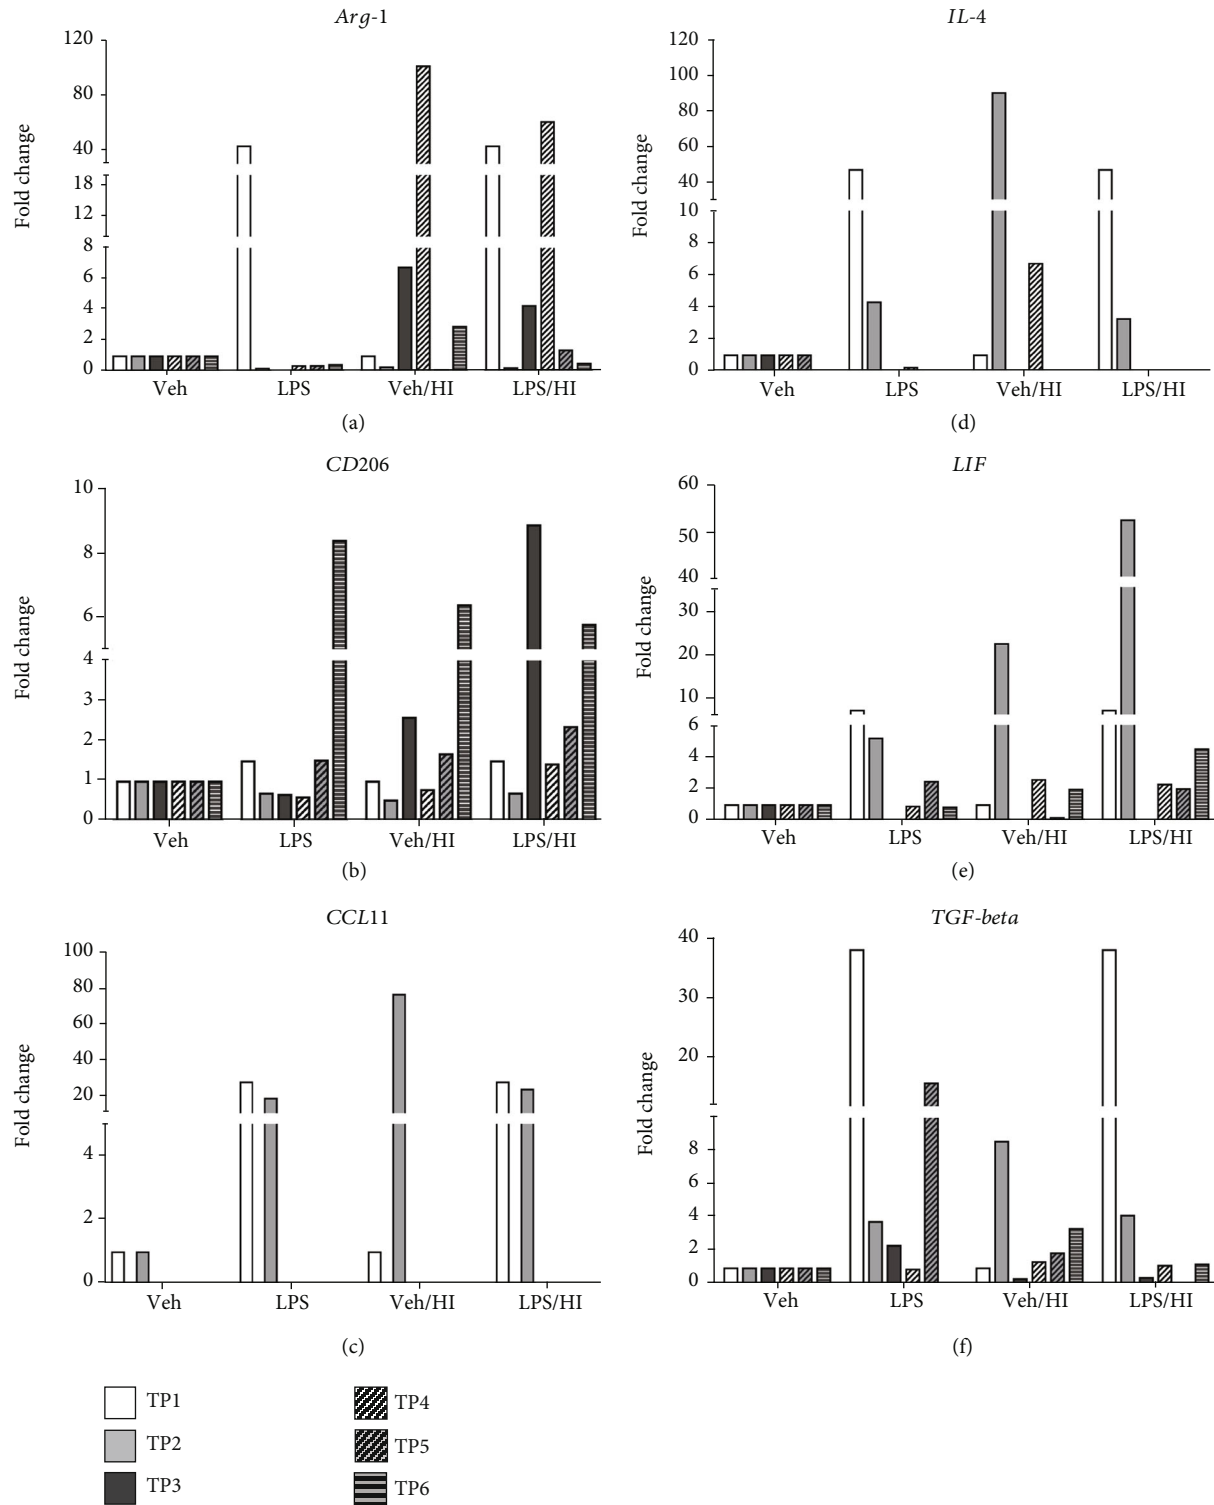 Arg-1
Fold change
120
80
40
18
12
8
6
4
2
0
Veh
LPS
Veh/HI
LPS/HI
(a)
IL-4
Fold change
120
100
80
60
40
10
8
6
4
2
0
Veh
LPS
Veh/HI
LPS/HI
(d)
CD206
Fold change
10
8
6
4
3
2
1
0
Veh
LPS
Veh/HI
LPS/HI
(b)
LIF
Fold change
60
50
40
30
20
10
6
4
2
0
Veh
LPS
Veh/HI
LPS/HI
(e)
CCL11
Fold change
100
80
60
40
20
4
2
0
Veh
LPS
Veh/HI
LPS/HI
(c)
TGF-beta
Fold change
40
30
20
8
6
4
2
0
Veh
LPS
Veh/HI
LPS/HI
(f)
TP1
TP2
TP3
TP4
TP5
TP6